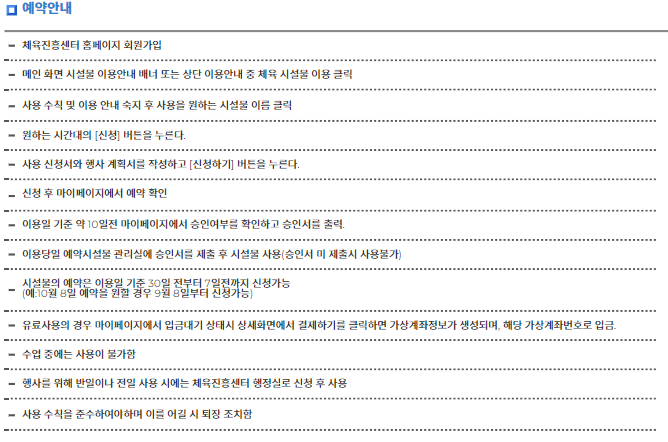 예약안내
체육진흥센터 홈페이지 회원가입
메인 화면 시설물 이용안내 배너 또는 상단 이용안내 중 체육 시설물 이용 클릭
사용 수칙 및 이용 안내 숙지 후 사용을 원하는 시설물 이름 클릭
원하는 시간대의 [신청] 버튼을 누른다.
사용 신청서와 행사 계획서를 작성하고 [신청하기] 버튼을 누른다.
신청 후 마이페이지에서 예약 확인
이용일 기준 약 10일전 마이페이지에서 승인여부를 확인하고 승인서를 출력.
이용당일 예약시설물 관리실에 승인서를 제출 후 시설물 사용(승인서 미 제출시 사용불가)
시설물의 예약은 이용일 기준 30일 전부터 7일전까지 신청가능
(예:10월 8일 예약을 원할 경우 9월 8일부터 신청가능)
유료사용의 경우 마이페이지에서 입금대기 상태시 상세화면에서 결제하기를 클릭하면 가상계좌정보가 생성되며, 해당 가상계좌번호로 입금.
수업 중에는 사용이 불가함
행사를 위해 반일이나 전일 사용 시에는 체육진흥센터 행정실로 신청 후 사용
사용 수칙을 준수하여야하며 이를 어길 시 퇴장 조치함